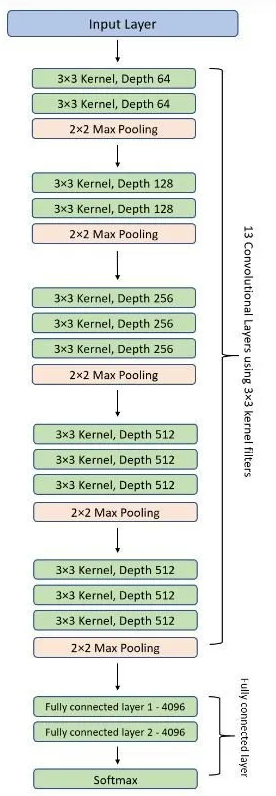 Input Layer
3×3 Kernel, Depth 64
3×3 Kernel, Depth 64
2×2 Max Pooling
3×3 Kernel, Depth 128
3×3 Kernel, Depth 128
2×2 Max Pooling
3×3 Kernel, Depth 256
3×3 Kernel, Depth 256
3×3 Kernel, Depth 256
2×2 Max Pooling
3×3 Kernel, Depth 512
3×3 Kernel, Depth 512
3×3 Kernel, Depth 512
2×2 Max Pooling
3×3 Kernel, Depth 512
3×3 Kernel, Depth 512
3×3 Kernel, Depth 512
2×2 Max Pooling
13 Convolutional Layers using 3×3 kernel filters
Fully connected layer 1 - 4096
Fully connected layer 2 - 4096
Softmax
Fully connected layer